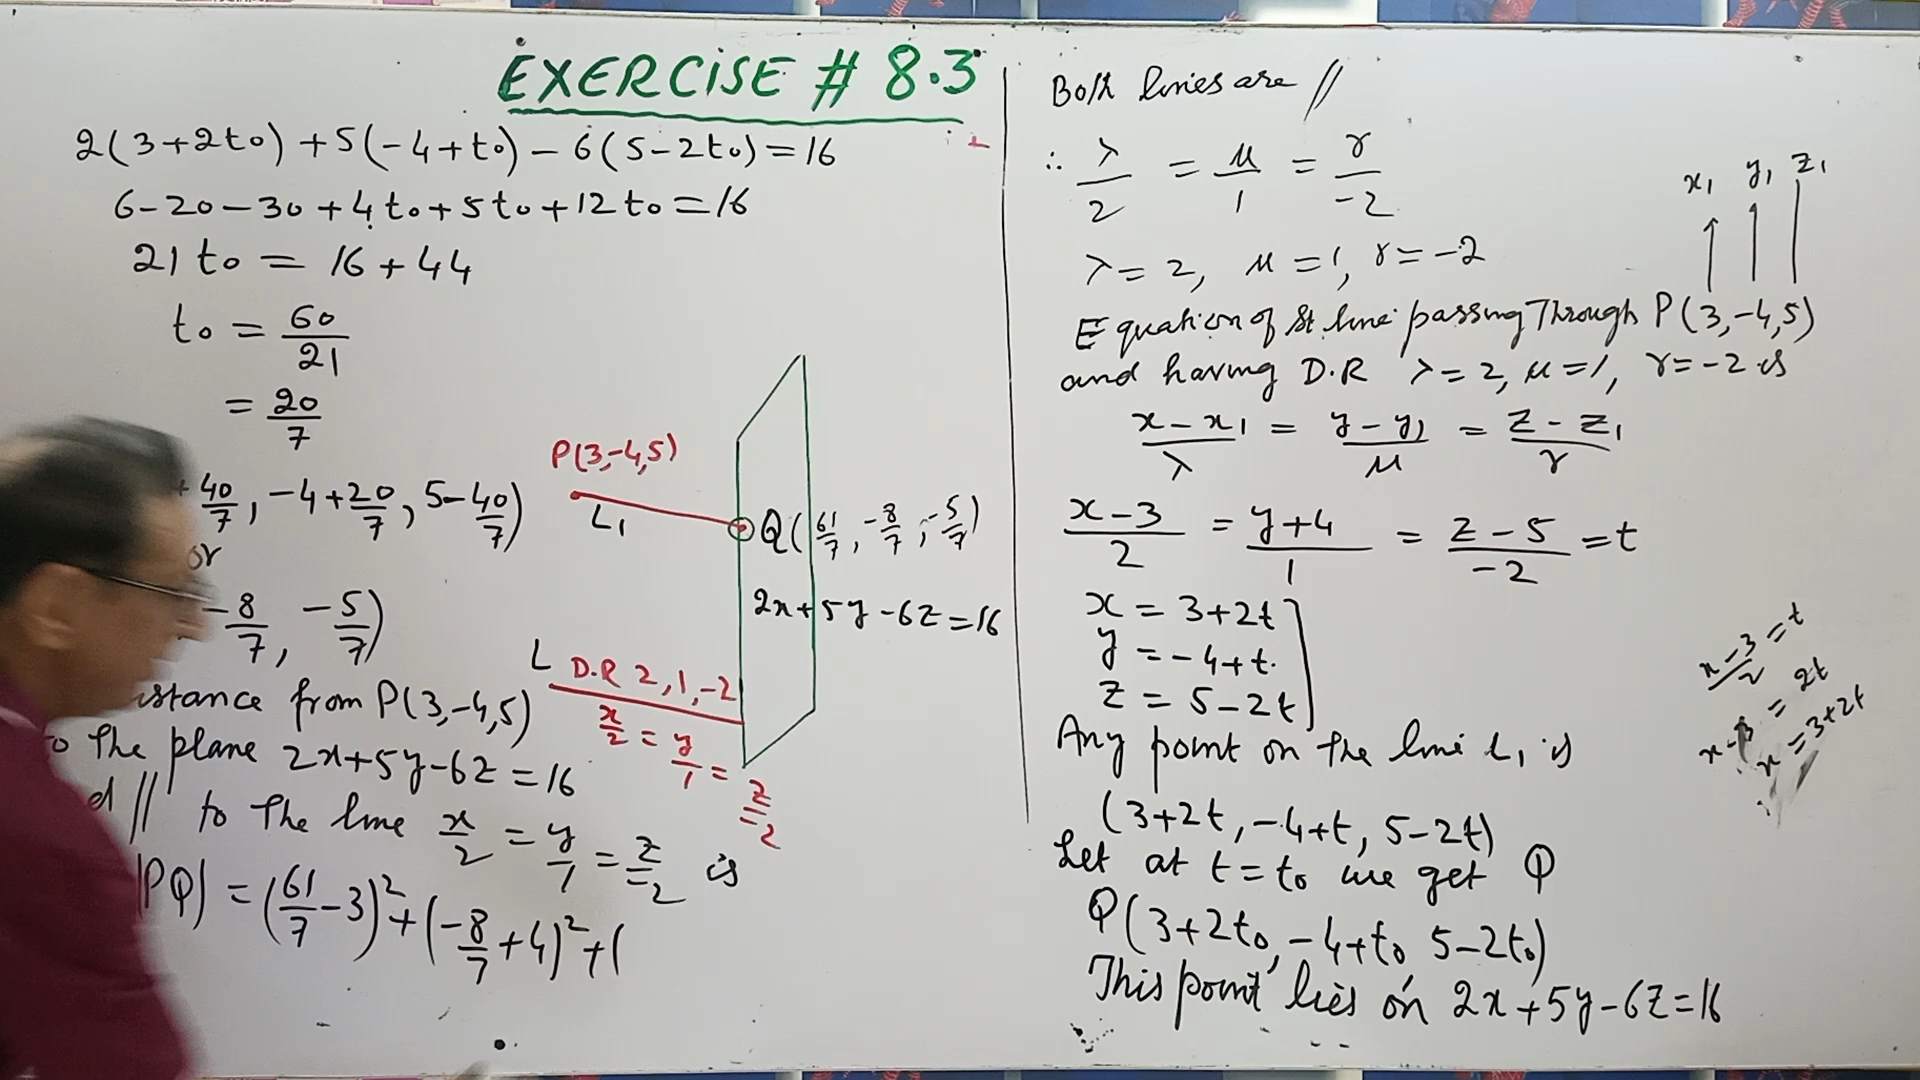 EXERCISE # 8.3
2(3+2t₀)+5(-4+t₀)-6(5-2t₀)=16
6-20-30+4t₀+5t₀+12t₀=16
21t₀ = 16+44
t₀ = 60/21
= 20/7
+40/7, -4+20/7, 5-40/7)
or
-8/7, -5/7)
istance from P(3,-4,5)
to The plane 2x+5y-6z=16
d // to The line x/2 = y/1 = z/-2 is
|PQ| = (61/7-3)²+(-8/7+4)²+(
P(3,-4,5)
L₁
Q(61/7, -8/7, -5/7)
2x+5y-6z=16
L D.R 2,1,-2
x/2 = y/1 = z/-2
Both lines are //
∴ λ/2 = μ/1 = γ/-2
λ=2, μ=1, γ=-2
x₁ y₁ z₁
Equation of St line passing Through P(3,-4,5)
and having D.R λ=2, μ=1, γ=-2 is
x-x₁/λ = y-y₁/μ = z-z₁/γ
x-3/2 = y+4/1 = z-5/-2 = t
x = 3+2t
y = -4+t
z = 5-2t
x-3/2 = t
x-3 = 2t
x = 3+2t
Any point on the line L₁ is
(3+2t, -4+t, 5-2t)
Let at t=t₀ we get Q
Q(3+2t₀, -4+t₀, 5-2t₀)
This point lies on 2x+5y-6z=16